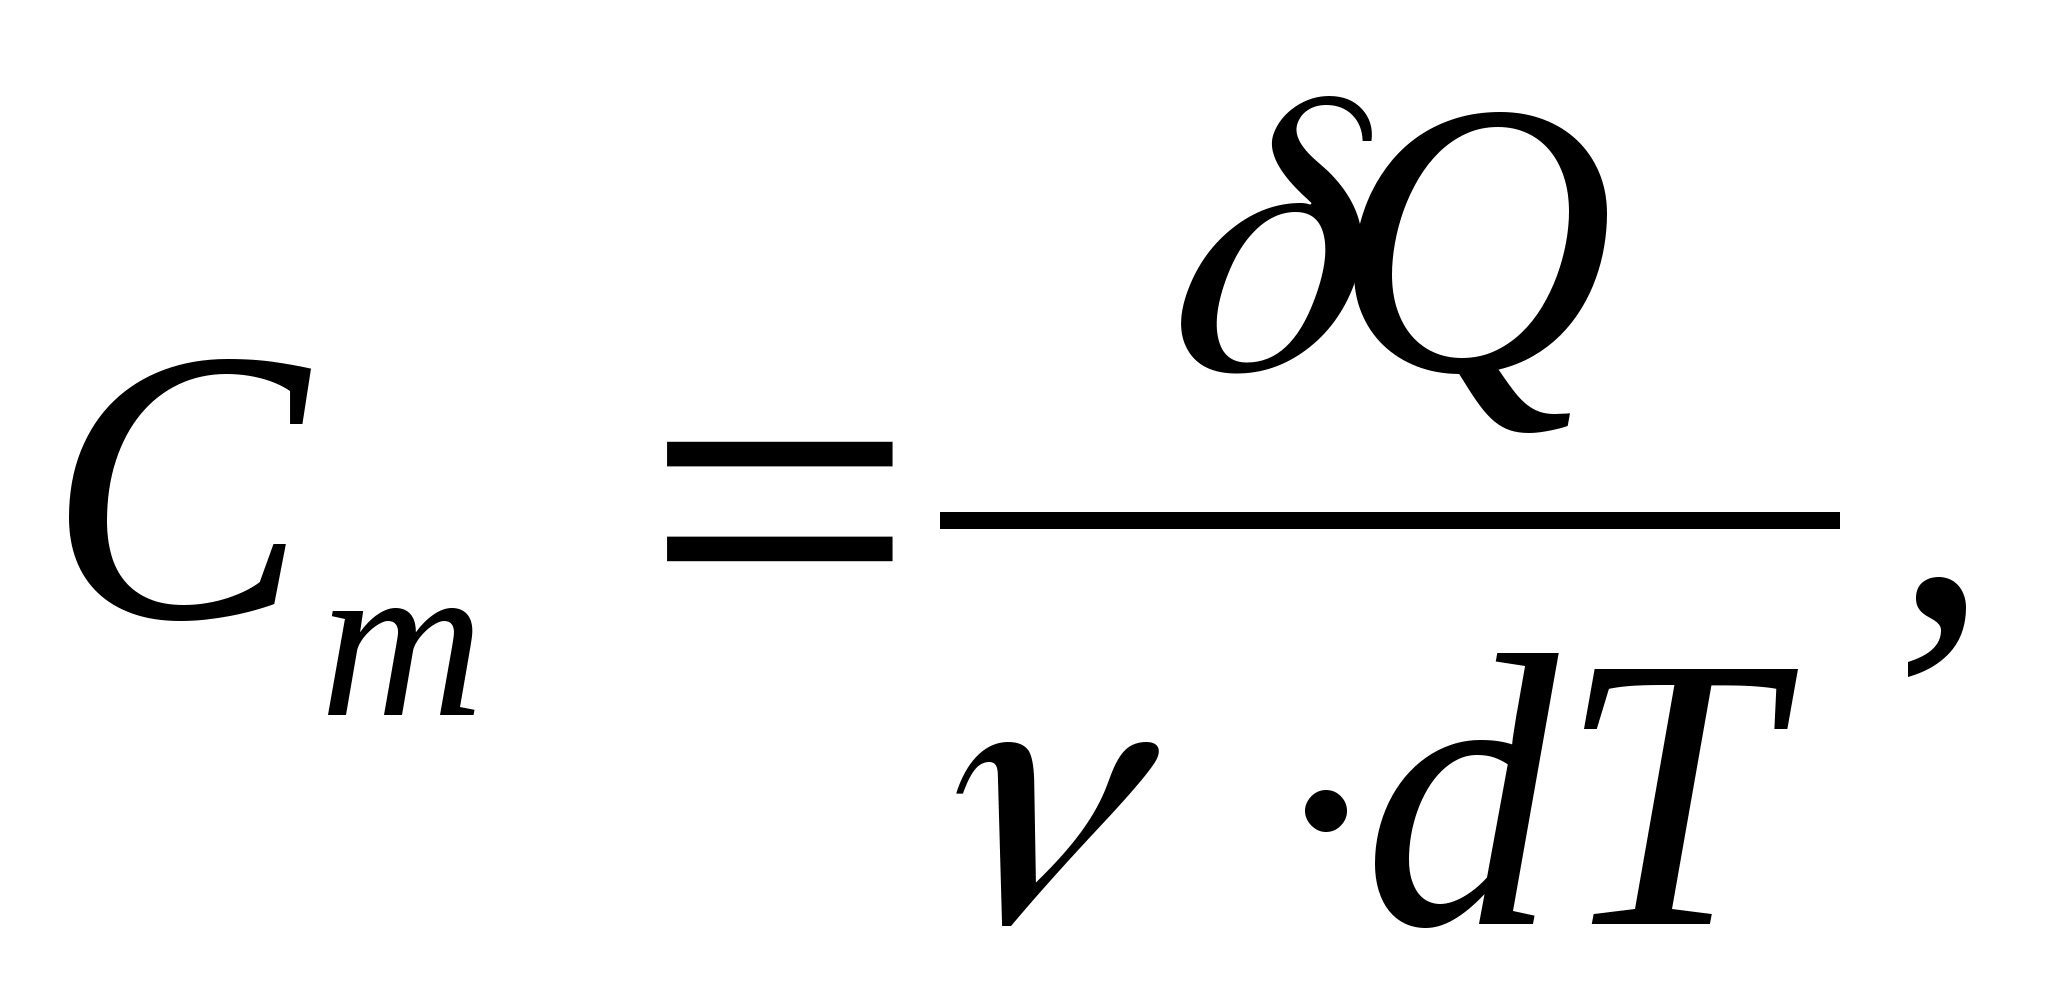 C_m = δQ / ν · dT ,